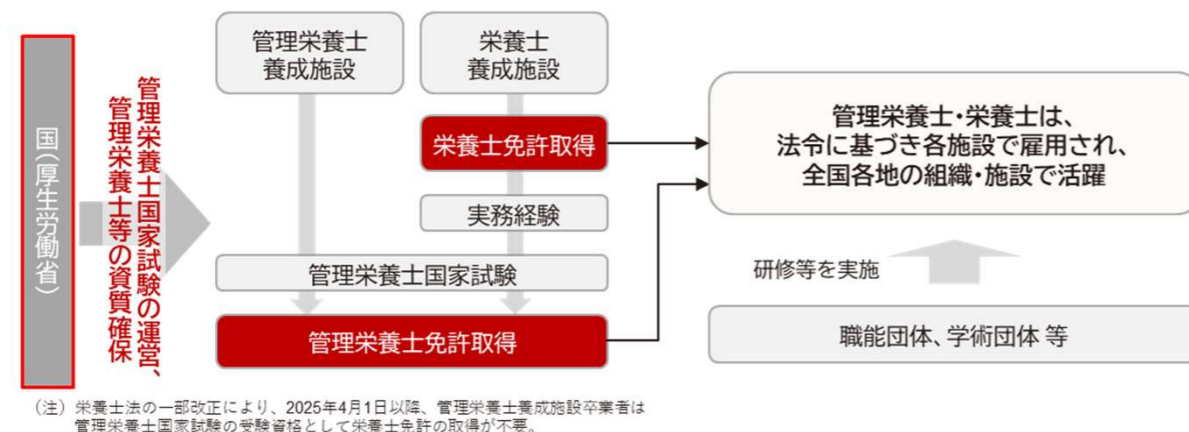 国(厚生労働省)
管理栄養士国家試験の運営、
管理栄養士等の資質確保
管理栄養士
養成施設
栄養士
養成施設
栄養士免許取得
実務経験
管理栄養士国家試験
管理栄養士免許取得
管理栄養士・栄養士は、
法令に基づき各施設で雇用され、
全国各地の組織・施設で活躍
研修等を実施
職能団体、学術団体 等
（注）栄養士法の一部改正により、2025年4月1日以降、管理栄養士養成施設卒業者は
管理栄養士国家試験の受験資格として栄養士免許の取得が不要。